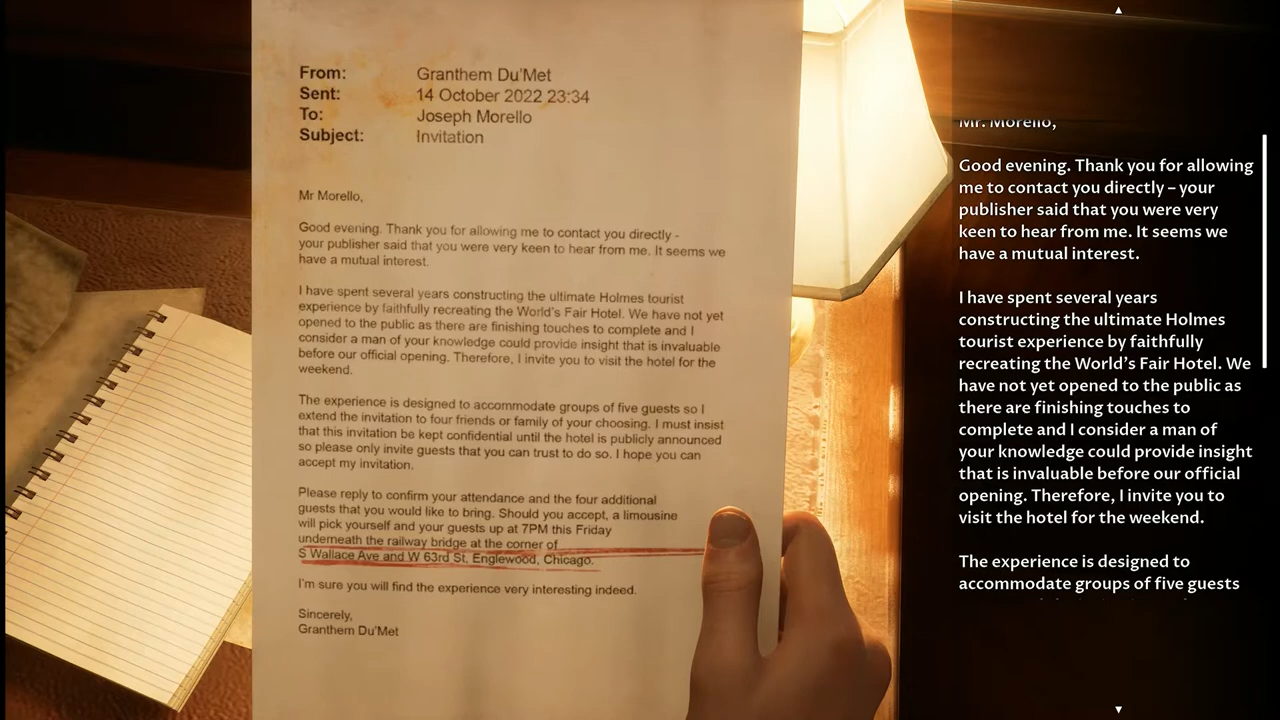 From: Granthem Du'Met
Sent: 14 October 2022 23:34
To: Joseph Morello
Subject: Invitation
Mr Morello,
Good evening. Thank you for allowing me to contact you directly -
your publisher said that you were very keen to hear from me. It seems we
have a mutual interest.
I have spent several years constructing the ultimate Holmes tourist
experience by faithfully recreating the World's Fair Hotel. We have not yet
opened to the public as there are finishing touches to complete and I
consider a man of your knowledge could provide insight that is invaluable
before our official opening. Therefore, I invite you to visit the hotel for the
weekend.
The experience is designed to accommodate groups of five guests so I
extend the invitation to four friends or family of your choosing. I must insist
that this invitation be kept confidential until the hotel is publicly announced
so please only invite guests that you can trust to do so. I hope you can
accept my invitation.
Please reply to confirm your attendance and the four additional
guests that you would like to bring. Should you accept, a limousine
will pick yourself and your guests up at 7PM this Friday
underneath the railway bridge at the corner of
S Wallace Ave and W 63rd St, Englewood, Chicago.
I'm sure you will find the experience very interesting indeed.
Sincerely,
Granthem Du'Met
Mr. Morello,
Good evening. Thank you for allowing
me to contact you directly – your
publisher said that you were very
keen to hear from me. It seems we
have a mutual interest.
I have spent several years
constructing the ultimate Holmes
tourist experience by faithfully
recreating the World's Fair Hotel. We
have not yet opened to the public as
there are finishing touches to
complete and I consider a man of
your knowledge could provide insight
that is invaluable before our official
opening. Therefore, I invite you to
visit the hotel for the weekend.
The experience is designed to
accommodate groups of five guests